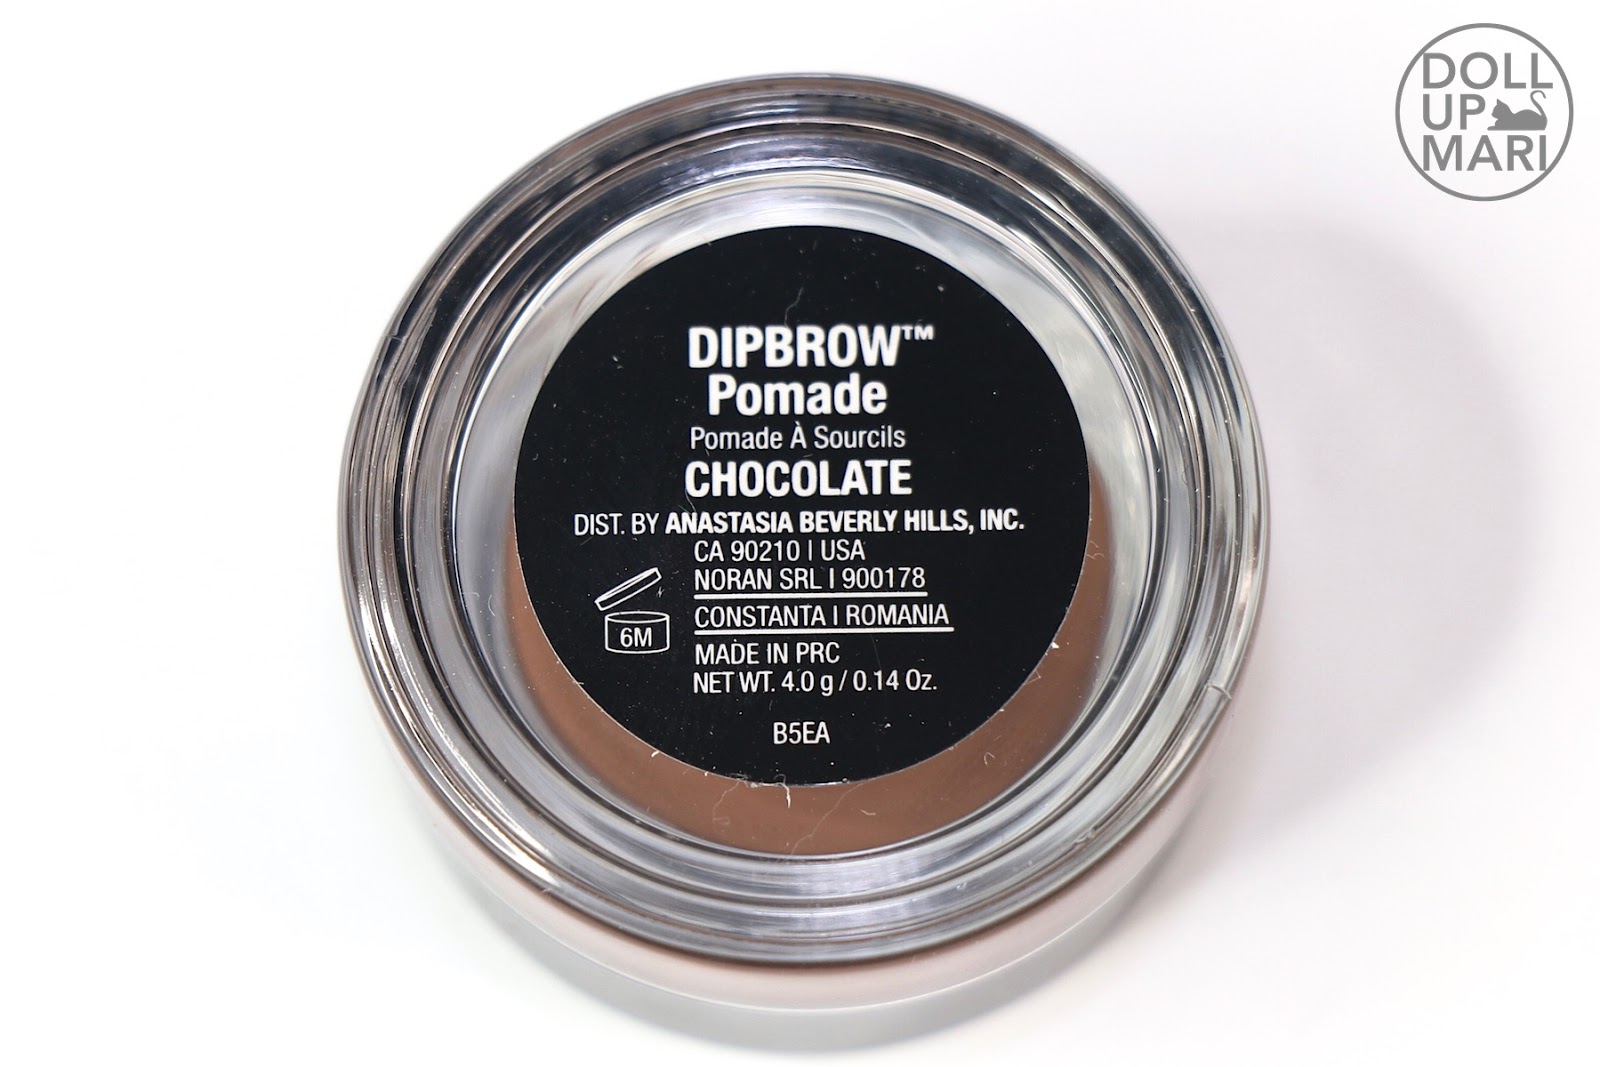 DOLL
UP
MARI
DIPBROW™
Pomade
Pomade À Sourcils
CHOCOLATE
DIST. BY ANASTASIA BEVERLY HILLS, INC.
CA 90210 | USA
NORAN SRL | 900178
CONSTANTA | ROMANIA
6M
MADE IN PRC
NET WT. 4.0 g / 0.14 Oz.
B5EA